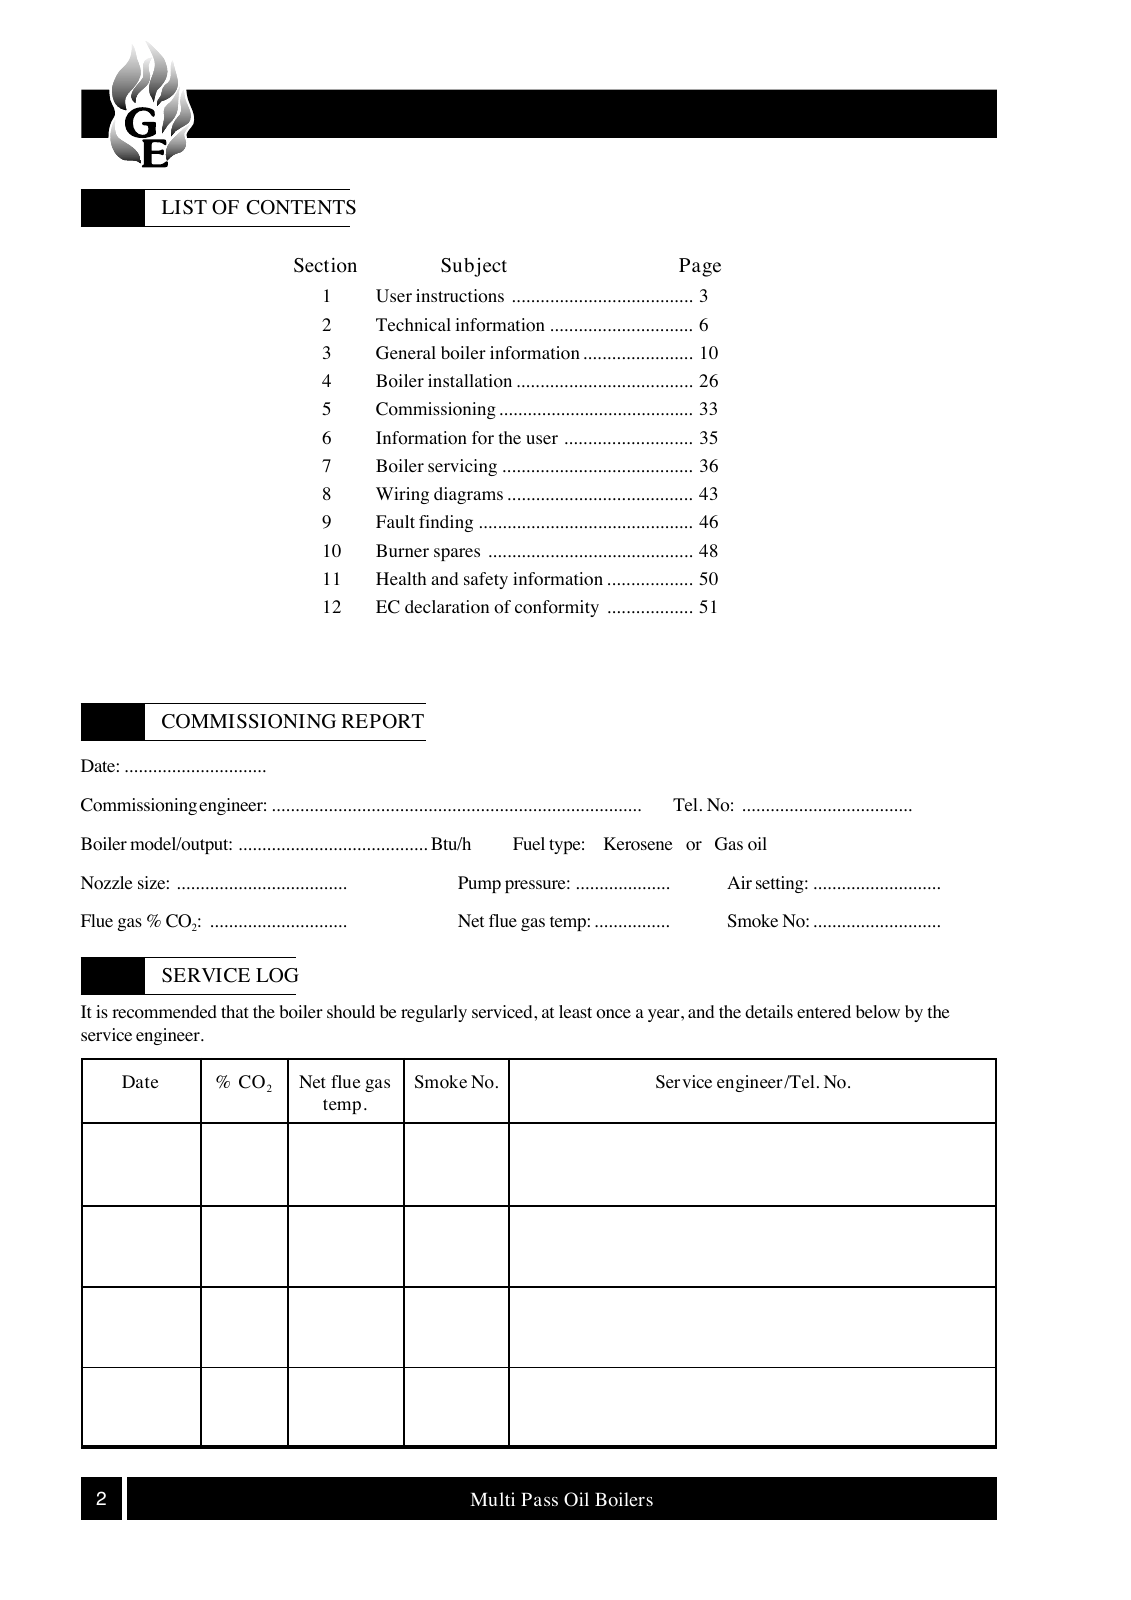 G
E
LIST OF CONTENTS
Section Subject Page
1 User instructions ...................................... 3
2 Technical information .............................. 6
3 General boiler information ....................... 10
4 Boiler installation ..................................... 26
5 Commissioning ......................................... 33
6 Information for the user ........................... 35
7 Boiler servicing ........................................ 36
8 Wiring diagrams ....................................... 43
9 Fault finding ............................................. 46
10 Burner spares ........................................... 48
11 Health and safety information .................. 50
12 EC declaration of conformity .................. 51
COMMISSIONING REPORT
Date: ..............................
Commissioning engineer: .............................................................................. Tel. No: ....................................
Boiler model/output: ........................................ Btu/h Fuel type: Kerosene or Gas oil
Nozzle size: .................................... Pump pressure: .................... Air setting: ...........................
Flue gas % CO₂: ............................. Net flue gas temp: ................ Smoke No: ...........................
SERVICE LOG
It is recommended that the boiler should be regularly serviced, at least once a year, and the details entered below by the
service engineer.
Date % CO₂ Net flue gas Smoke No. Service engineer/Tel. No.
temp.
2 Multi Pass Oil Boilers